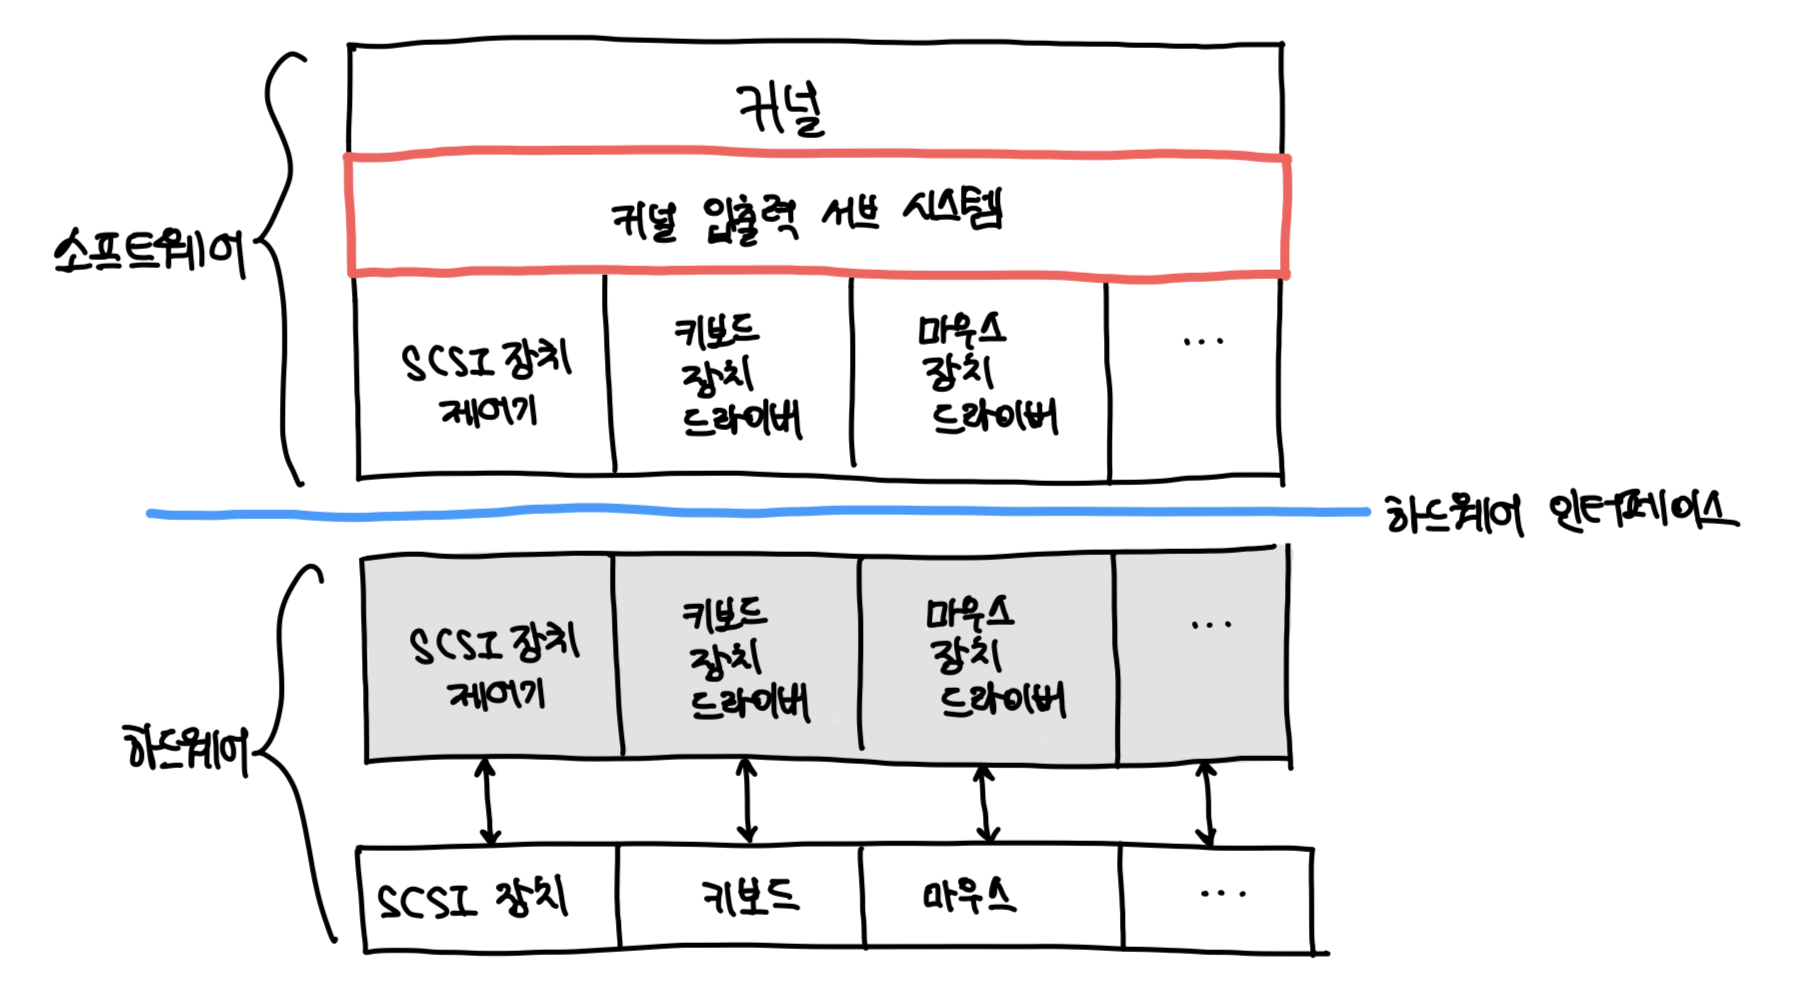 커널
커널 입출력 서브 시스템
소프트웨어
SCSI 장치
제어기
키보드
장치
드라이버
마우스
장치
드라이버
...
하드웨어 인터페이스
하드웨어
SCSI 장치
제어기
키보드
장치
드라이버
마우스
장치
드라이버
...
SCSI 장치
키보드
마우스
...